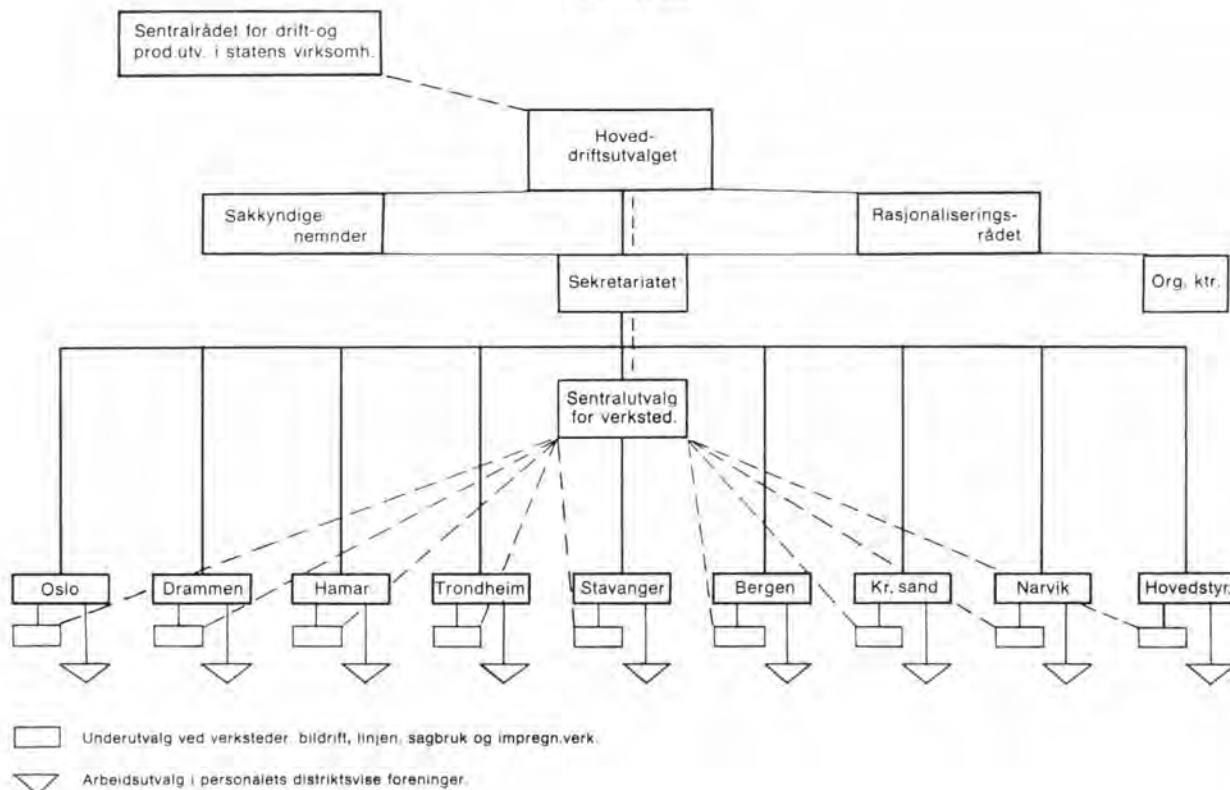 Sentralrådet for drift-og
prod.utv. i statens virksomh.
Hoved-
driftsutvalget
Sakkyndige
nemnder
Rasjonaliserings-
rådet
Sekretariatet
Org. ktr.
Sentralutvalg
for verksted.
Oslo
Drammen
Hamar
Trondheim
Stavanger
Bergen
Kr. sand
Narvik
Hovedstyr.
Underutvalg ved verksteder. bildrift, linjen, sagbruk og impregn.verk.
Arbeidsutvalg i personalets distriktsvise foreninger.